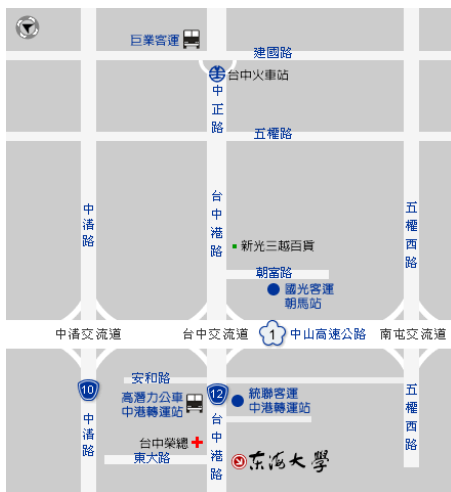 巨業客運
建國路
台中火車站
中正路
五權路
中清路
台中港路
五權西路
新光三越百貨
朝富路
國光客運
朝馬站
中清交流道
台中交流道
1
中山高速公路
南屯交流道
安和路
10
高潛力公車
中港轉運站
12
統聯客運
中港轉運站
五權西路
中清路
台中港路
台中榮總
東大路
东海大學